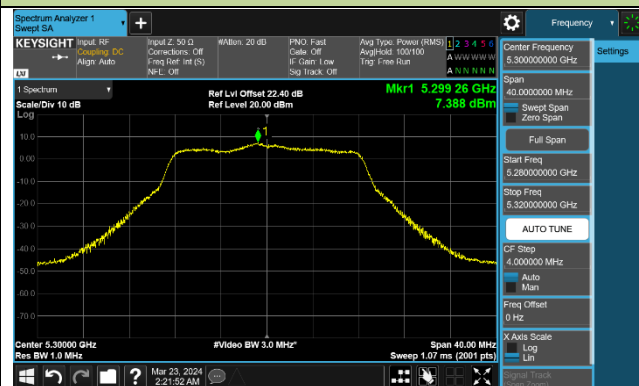 Spectrum Analyzer 1
Swept SA
Frequency
KEYSIGHT
Input: RF
Coupling: DC
Align: Auto
Input Z: 50 Ω
Corrections: Off
Freq Ref: Int (S)
NFE: Off
#Atten: 20 dB
PNO: Fast
Gate: Off
IF Gain: Low
Sig Track: Off
Avg Type: Power (RMS)
Avg|Hold: 100/100
Trig: Free Run
1 2 3 4 5 6
A W W W W W
A N N N N N
LXI
1 Spectrum
Scale/Div 10 dB
Log
Ref Lvl Offset 22.40 dB
Ref Level 20.00 dBm
Mkr1 5.299 26 GHz
7.388 dBm
1
10.0
0.00
-10.0
-20.0
-30.0
-40.0
-50.0
-60.0
-70.0
Center 5.30000 GHz
Res BW 1.0 MHz
#Video BW 3.0 MHz*
Span 40.00 MHz
Sweep 1.07 ms (2001 pts)
Center Frequency
5.300000000 GHz
Settings
Span
40.0000000 MHz
Swept Span
Zero Span
Full Span
Start Freq
5.280000000 GHz
Stop Freq
5.320000000 GHz
AUTO TUNE
CF Step
4.000000 MHz
Auto
Man
Freq Offset
0 Hz
X Axis Scale
Log
Lin
Signal Track
(Span Zoom)
?
Mar 23, 2024
2:21:52 AM